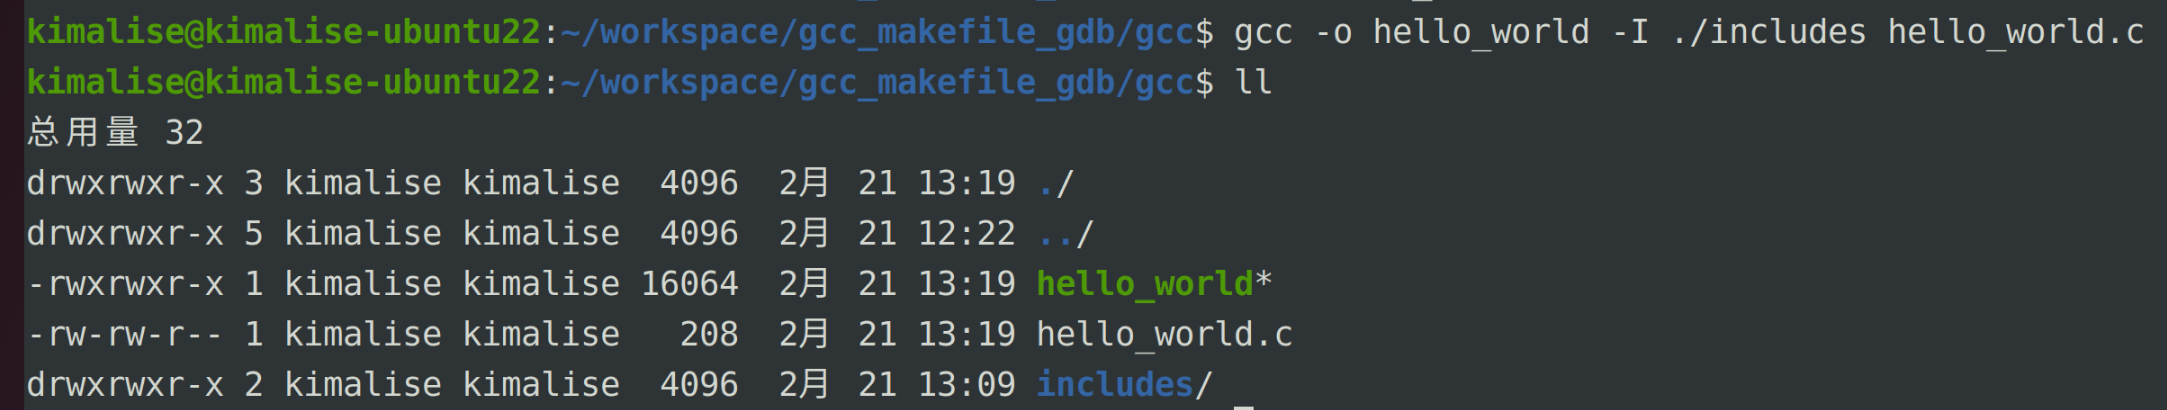 kimalise@kimalise-ubuntu22:~/workspace/gcc_makefile_gdb/gcc$ gcc -o hello_world -I ./includes hello_world.c
kimalise@kimalise-ubuntu22:~/workspace/gcc_makefile_gdb/gcc$ ll
总用量 32
drwxrwxr-x 3 kimalise kimalise  4096  2月 21 13:19 ./
drwxrwxr-x 5 kimalise kimalise  4096  2月 21 12:22 ../
-rwxrwxr-x 1 kimalise kimalise 16064  2月 21 13:19 hello_world*
-rw-rw-r-- 1 kimalise kimalise   208  2月 21 13:19 hello_world.c
drwxrwxr-x 2 kimalise kimalise  4096  2月 21 13:09 includes/